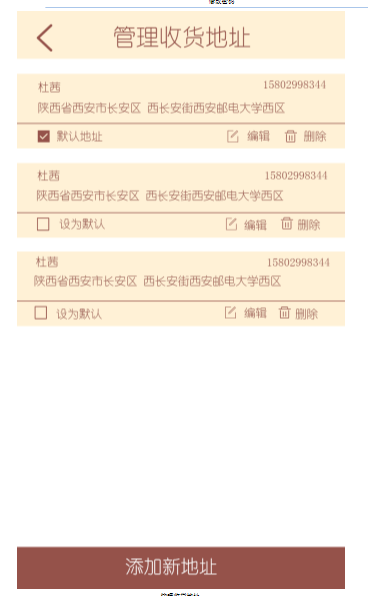 管理收货地址
杜茜 15802998344
陕西省西安市长安区 西长安街西安邮电大学西区
默认地址 编辑 删除
杜茜 15802998344
陕西省西安市长安区 西长安街西安邮电大学西区
设为默认 编辑 删除
杜茜 15802998344
陕西省西安市长安区 西长安街西安邮电大学西区
设为默认 编辑 删除
添加新地址